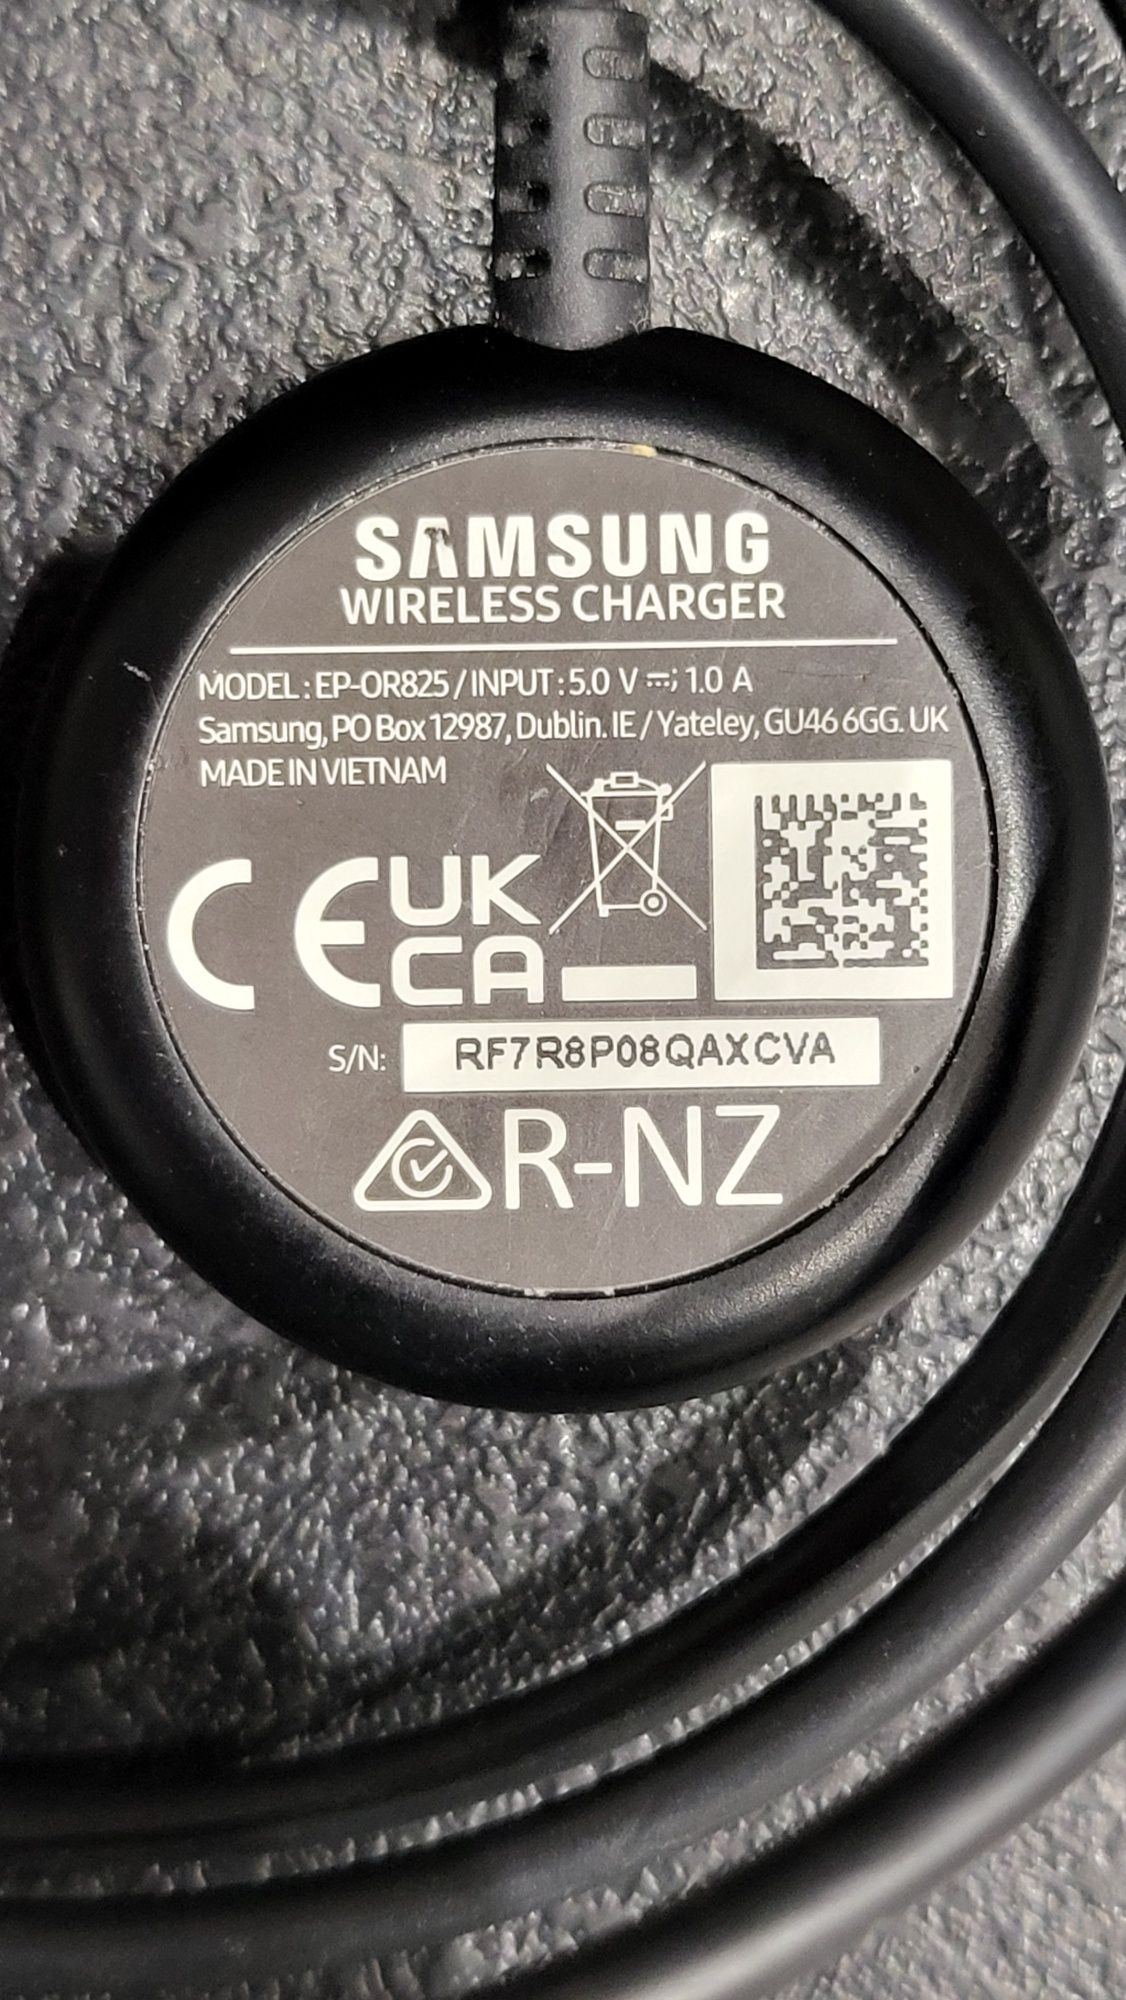 SAMSUNG
WIRELESS CHARGER
MODEL : EP-OR825 / INPUT : 5.0 V ⎓; 1.0 A
Samsung, PO Box 12987, Dublin. IE / Yateley, GU46 6GG. UK
MADE IN VIETNAM
CE UK
CA
S/N: RF7R8P08QAXCVA
R-NZ